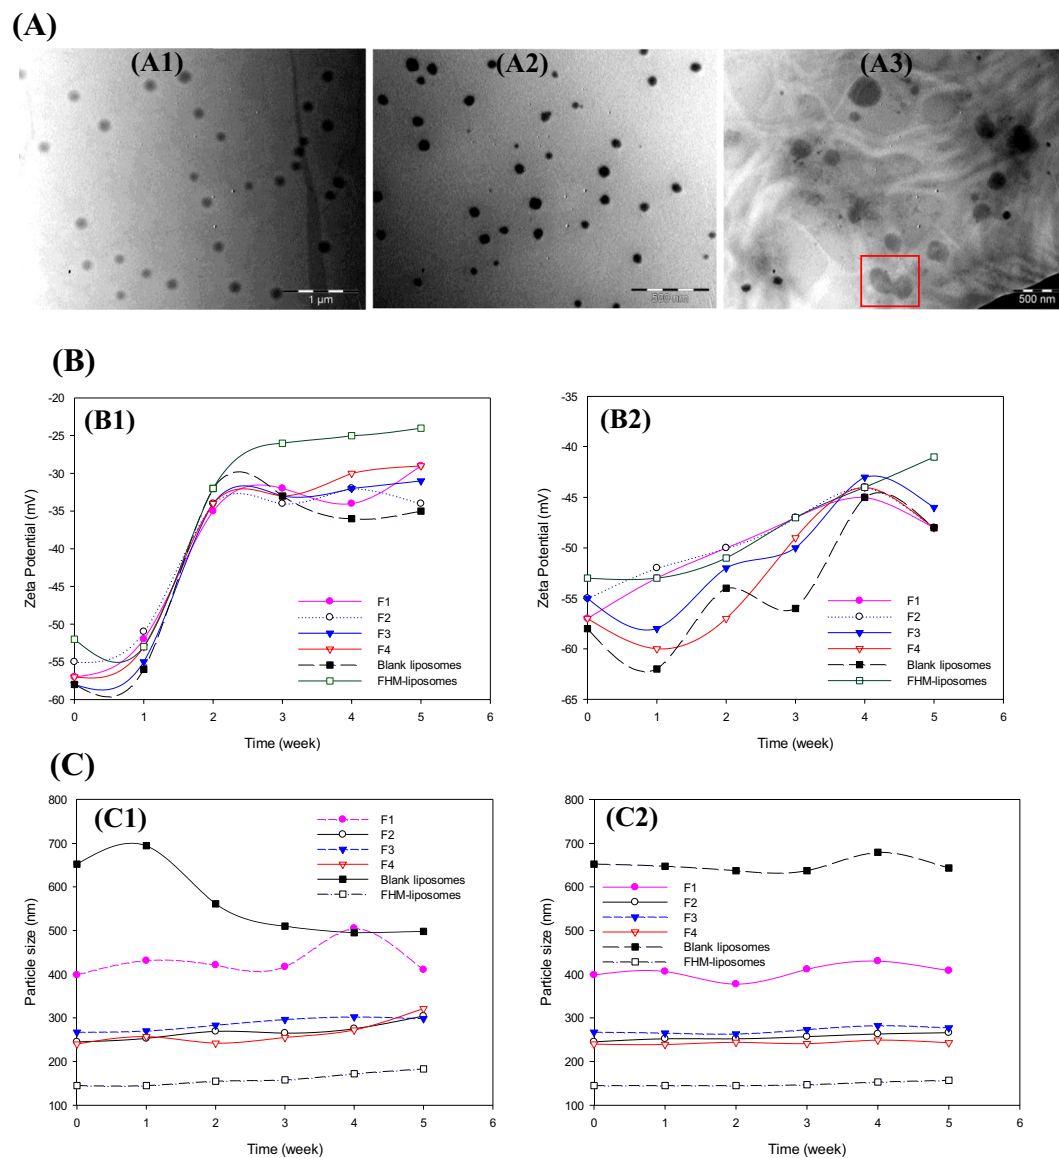 (A)
(A1)
(A2)
(A3)
1 µm
500 nm
500 nm
(B)
(B1)
-20
-25
-30
-35
-40
-45
-50
-55
-60
Zeta Potential (mV)
F1
F2
F3
F4
Blank liposomes
FHM-liposomes
0 1 2 3 4 5 6
Time (week)
(B2)
-35
-40
-45
-50
-55
-60
-65
Zeta Potential (mV)
F1
F2
F3
F4
Blank liposomes
FHM-liposomes
0 1 2 3 4 5 6
Time (week)
(C)
(C1)
800
700
600
500
400
300
200
100
Particle size (nm)
F1
F2
F3
F4
Blank liposomes
FHM-liposomes
0 1 2 3 4 5 6
Time (week)
(C2)
800
700
600
500
400
300
200
100
Particle size (nm)
F1
F2
F3
F4
Blank liposomes
FHM-liposomes
0 1 2 3 4 5 6
Time (week)